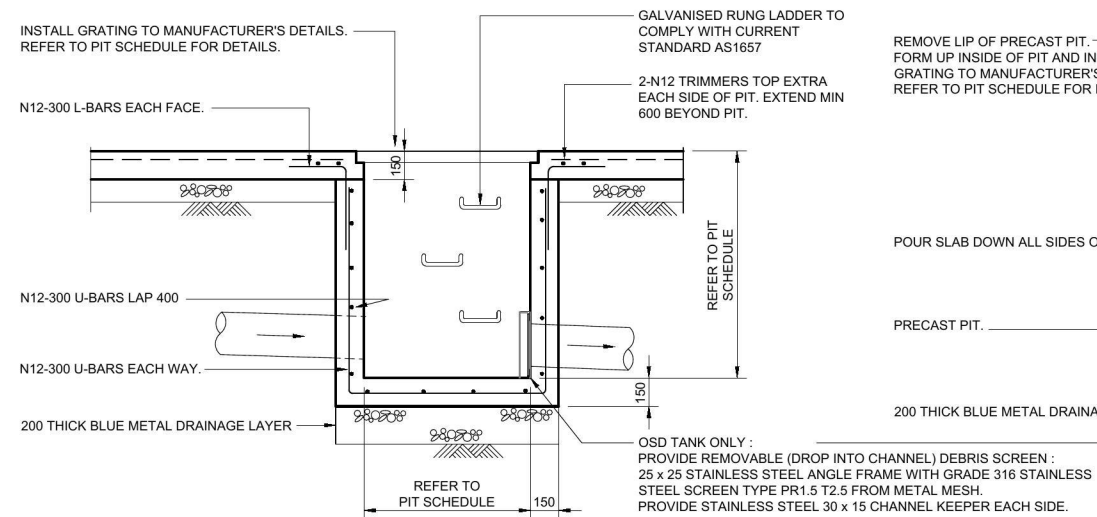 INSTALL GRATING TO MANUFACTURER'S DETAILS.
REFER TO PIT SCHEDULE FOR DETAILS.
N12-300 L-BARS EACH FACE.
GALVANISED RUNG LADDER TO
COMPLY WITH CURRENT
STANDARD AS1657
2-N12 TRIMMERS TOP EXTRA
EACH SIDE OF PIT. EXTEND MIN
600 BEYOND PIT.
150
REFER TO PIT
SCHEDULE
N12-300 U-BARS LAP 400
N12-300 U-BARS EACH WAY.
200 THICK BLUE METAL DRAINAGE LAYER
150
REFER TO
PIT SCHEDULE
150
OSD TANK ONLY :
PROVIDE REMOVABLE (DROP INTO CHANNEL) DEBRIS SCREEN :
25 x 25 STAINLESS STEEL ANGLE FRAME WITH GRADE 316 STAINLESS
STEEL SCREEN TYPE PR1.5 T2.5 FROM METAL MESH.
PROVIDE STAINLESS STEEL 30 x 15 CHANNEL KEEPER EACH SIDE.
REMOVE LIP OF PRECAST PIT.
FORM UP INSIDE OF PIT AND IN
GRATING TO MANUFACTURER'S
REFER TO PIT SCHEDULE FOR
POUR SLAB DOWN ALL SIDES O
PRECAST PIT.
200 THICK BLUE METAL DRAINA